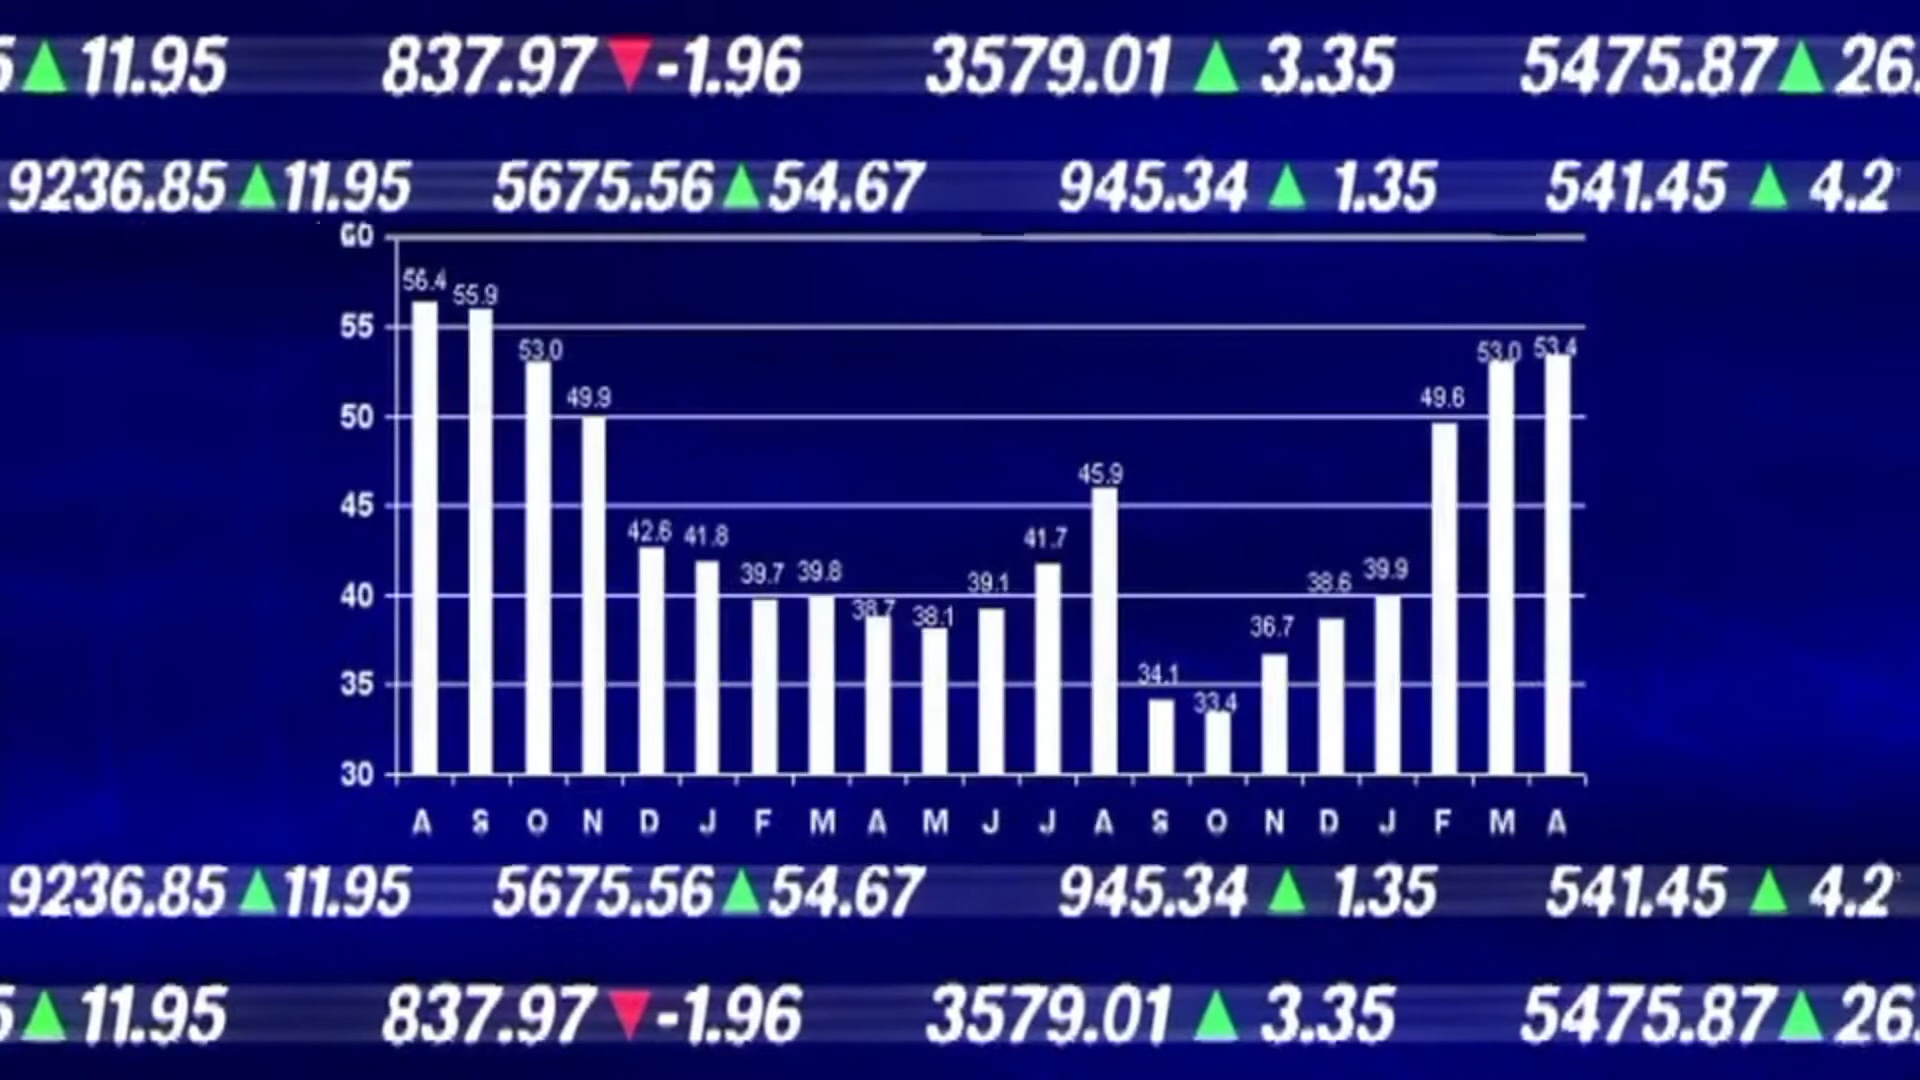 5 ▲ 11.95 837.97 ▼ -1.96 3579.01 ▲ 3.35 5475.87 ▲ 26.
9236.85 ▲ 11.95 5675.56 ▲ 54.67 945.34 ▲ 1.35 541.45 ▲ 4.2
60
56.4 55.9
55
53.0 53.0 53.4
49.9 49.6
50
45.9
45
42.6 41.8 41.7
39.7 39.8 39.1 38.6 39.9
40
38.7 38.1 36.7
35
34.1
33.4
30
A S O N D J F M A M J J A S O N D J F M A
9236.85 ▲ 11.95 5675.56 ▲ 54.67 945.34 ▲ 1.35 541.45 ▲ 4.2
5 ▲ 11.95 837.97 ▼ -1.96 3579.01 ▲ 3.35 5475.87 ▲ 26.